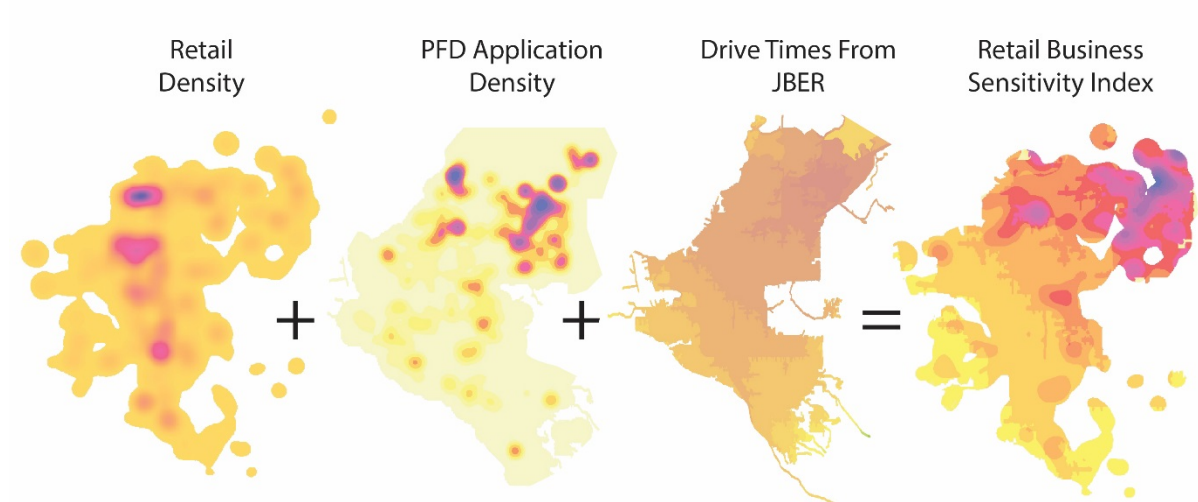 Retail
Density
PFD Application
Density
Drive Times From
JBER
Retail Business
Sensitivity Index
+
+
=